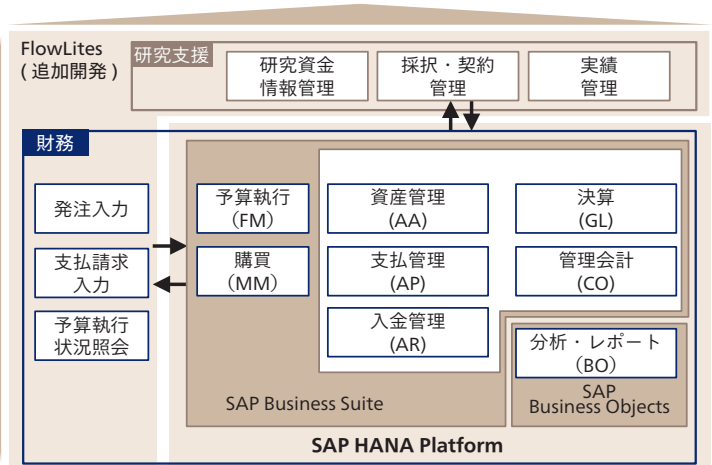 FlowLites
( 追加開発 )
研究支援
研究資金
情報管理
採択・契約
管理
実績
管理
財務
発注入力
支払請求
入力
予算執行
状況照会
予算執行
（FM）
購買
（MM）
資産管理
(AA)
支払管理
(AP)
入金管理
(AR)
決算
(GL)
管理会計
(CO)
分析・レポート
（BO）
SAP
Business Objects
SAP Business Suite
SAP HANA Platform